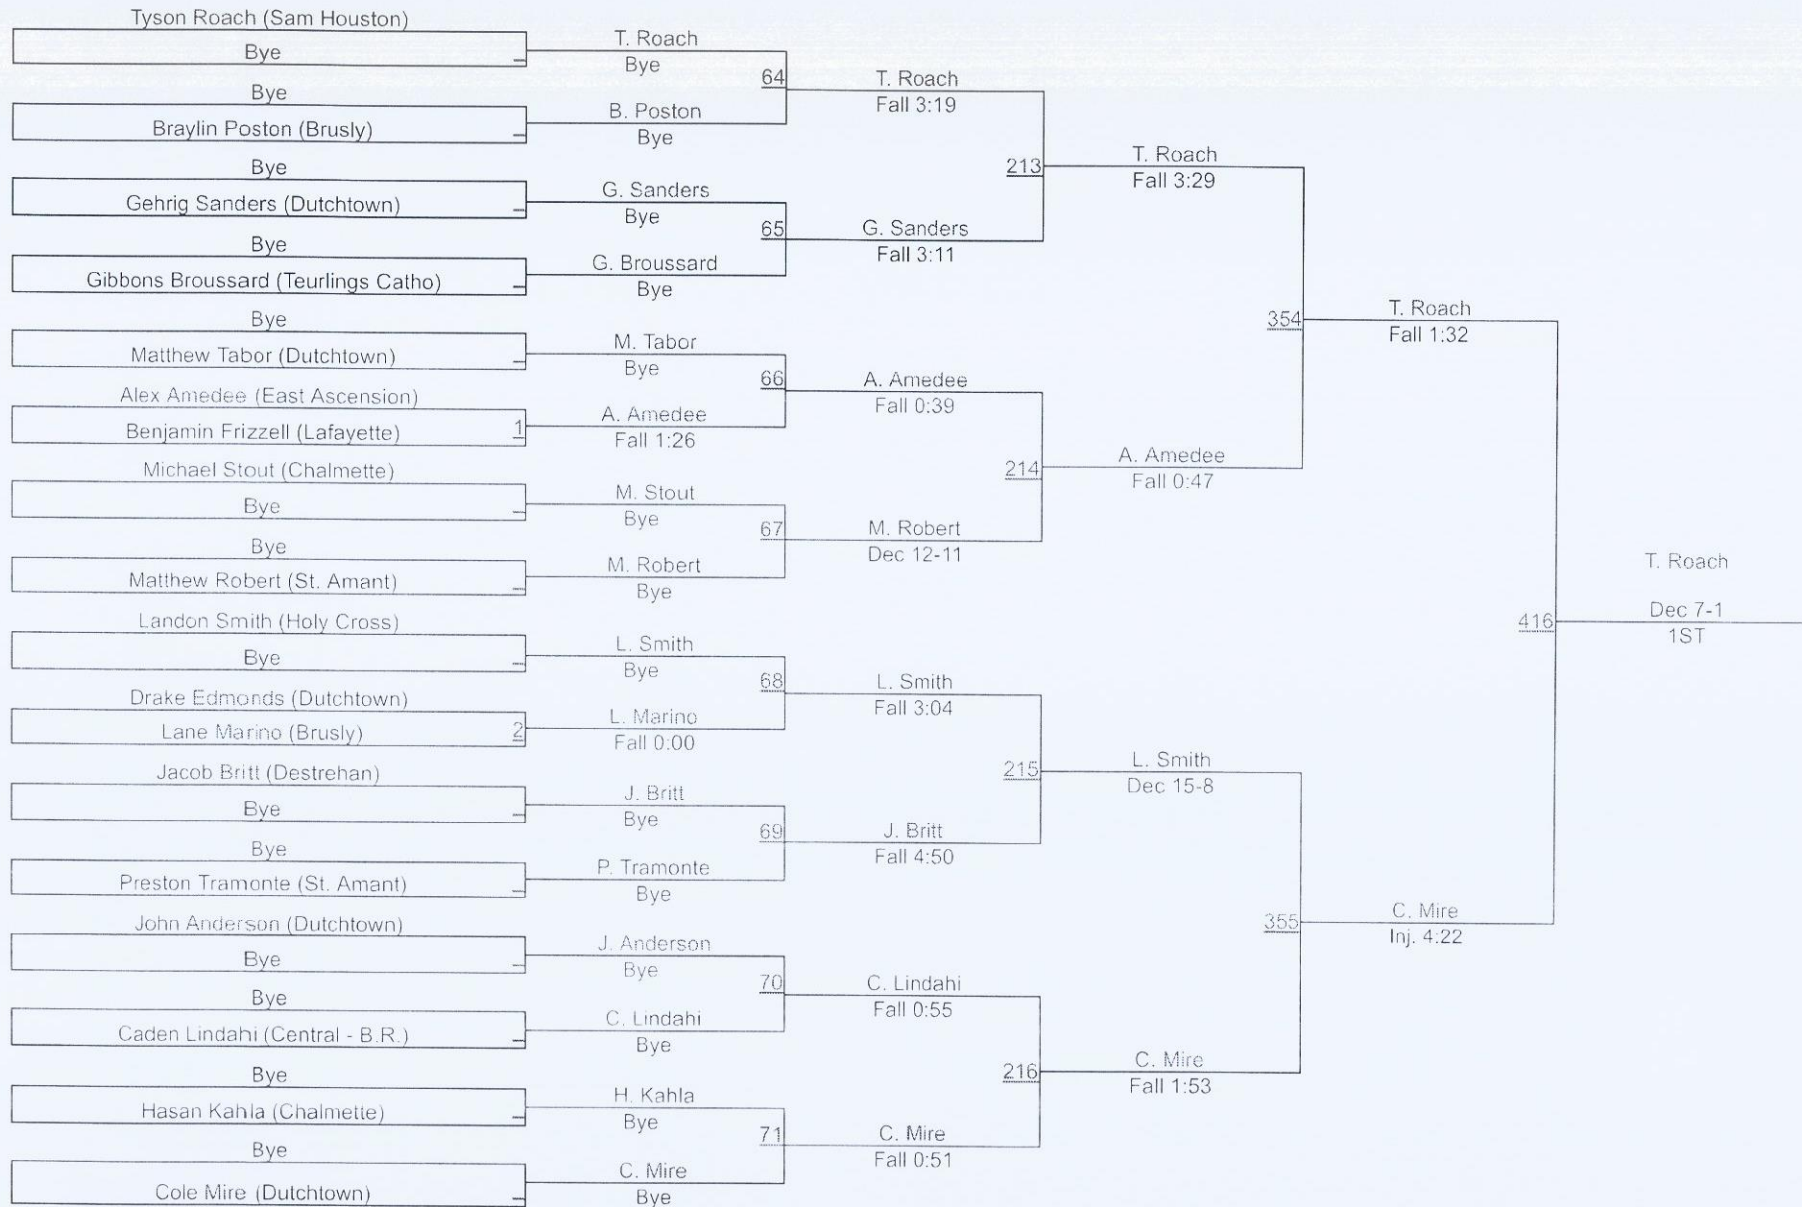 Tyson Roach (Sam Houston)
Bye
Bye
Braylin Poston (Brusly)
Bye
Gehrig Sanders (Dutchtown)
Bye
Gibbons Broussard (Teurlings Catho)
Bye
Matthew Tabor (Dutchtown)
Alex Amedee (East Ascension)
Benjamin Frizzell (Lafayette) 1
Michael Stout (Chalmette)
Bye
Bye
Matthew Robert (St. Amant)
Landon Smith (Holy Cross)
Bye
Drake Edmonds (Dutchtown)
Lane Marino (Brusly) 2
Jacob Britt (Destrehan)
Bye
Bye
Preston Tramonte (St. Amant)
John Anderson (Dutchtown)
Bye
Bye
Caden Lindahi (Central - B.R.)
Bye
Hasan Kahla (Chalmette)
Bye
Cole Mire (Dutchtown)
T. Roach
Bye
64
B. Poston
Bye
G. Sanders
Bye
65
G. Broussard
Bye
M. Tabor
Bye
66
A. Amedee
Fall 1:26
M. Stout
Bye
67
M. Robert
Bye
L. Smith
Bye
68
L. Marino
Fall 0:00
J. Britt
Bye
69
P. Tramonte
Bye
J. Anderson
Bye
70
C. Lindahi
Bye
H. Kahla
Bye
71
C. Mire
Bye
T. Roach
Fall 3:19
213
G. Sanders
Fall 3:11
A. Amedee
Fall 0:39
214
M. Robert
Dec 12-11
L. Smith
Fall 3:04
215
J. Britt
Fall 4:50
C. Lindahi
Fall 0:55
216
C. Mire
Fall 0:51
T. Roach
Fall 3:29
354
A. Amedee
Fall 0:47
L. Smith
Dec 15-8
355
C. Mire
Fall 1:53
T. Roach
Fall 1:32
416
C. Mire
Inj. 4:22
T. Roach
Dec 7-1
1ST